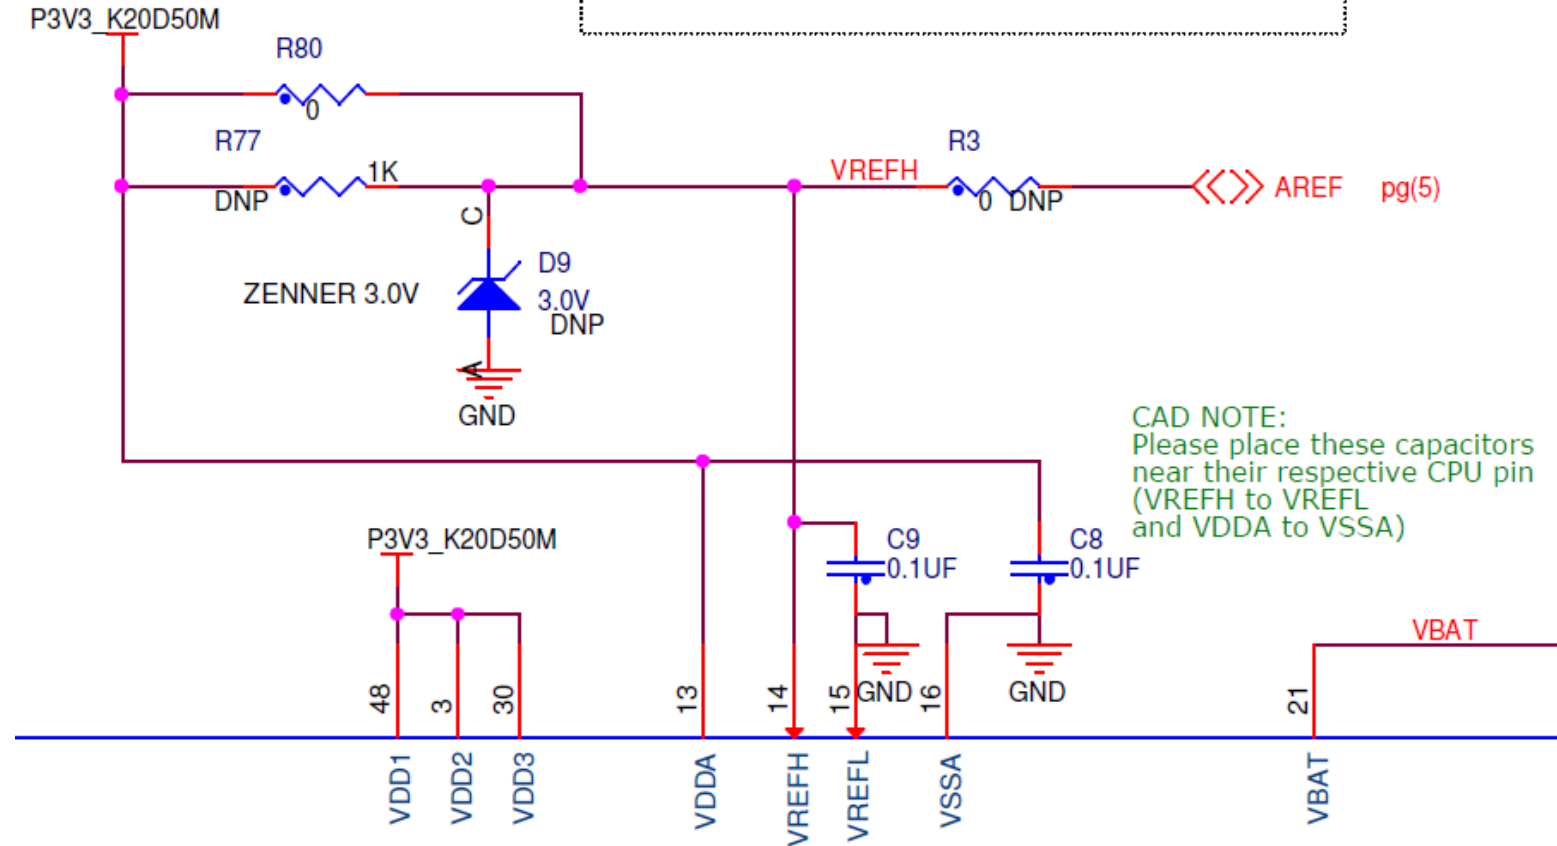 P3V3_K20D50M
R80
0
R77
1K
DNP
VREFH
R3
0 DNP
AREF pg(5)
C
ZENNER 3.0V
D9
3.0V
DNP
A
GND
CAD NOTE:
Please place these capacitors
near their respective CPU pin
(VREFH to VREFL
and VDDA to VSSA)
P3V3_K20D50M
C9
0.1UF
C8
0.1UF
VBAT
48
3
30
13
14
15
GND
16
GND
21
VDD1
VDD2
VDD3
VDDA
VREFH
VREFL
VSSA
VBAT